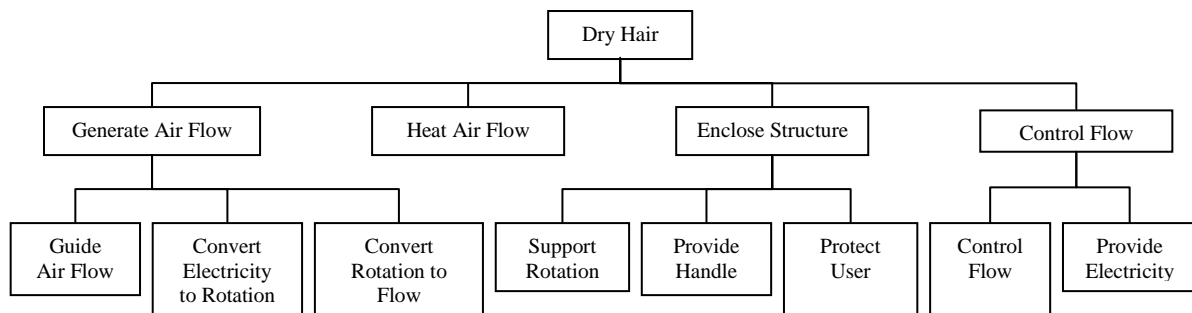 Dry Hair
Generate Air Flow
Heat Air Flow
Enclose Structure
Control Flow
Guide
Air Flow
Convert
Electricity
to Rotation
Convert
Rotation to
Flow
Support
Rotation
Provide
Handle
Protect
User
Control
Flow
Provide
Electricity